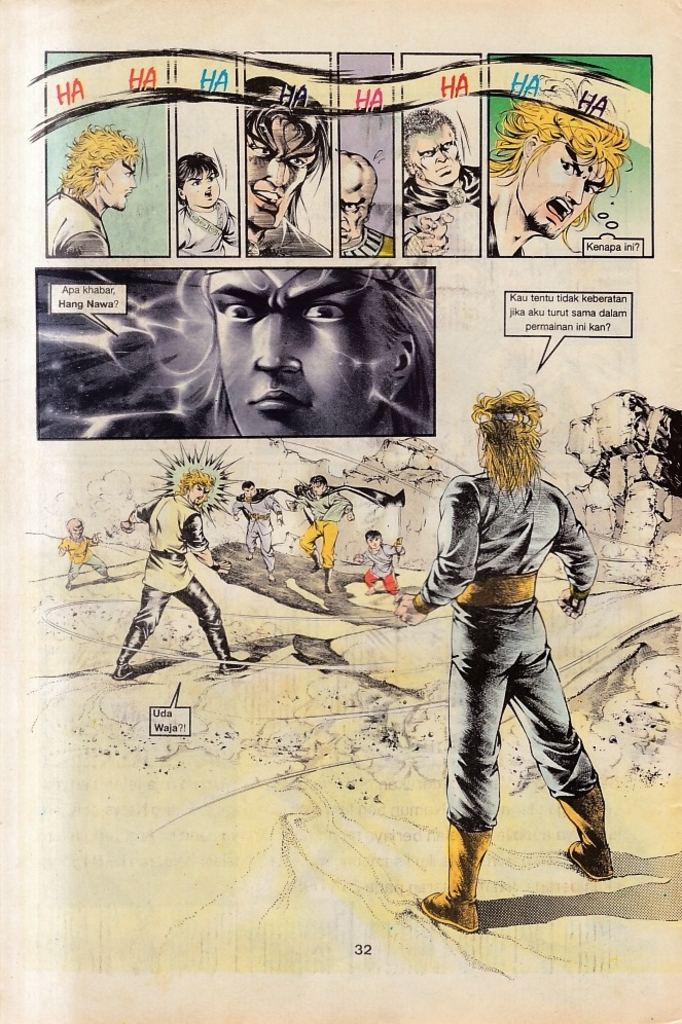 HA HA HA HA HA HA HA HA
Kenapa ini?
Apa khabar,
Hang Nawa?
Kau tentu tidak keberatan
jika aku turut sama dalam
permainan ini kan?
Uda
Waja?!
32